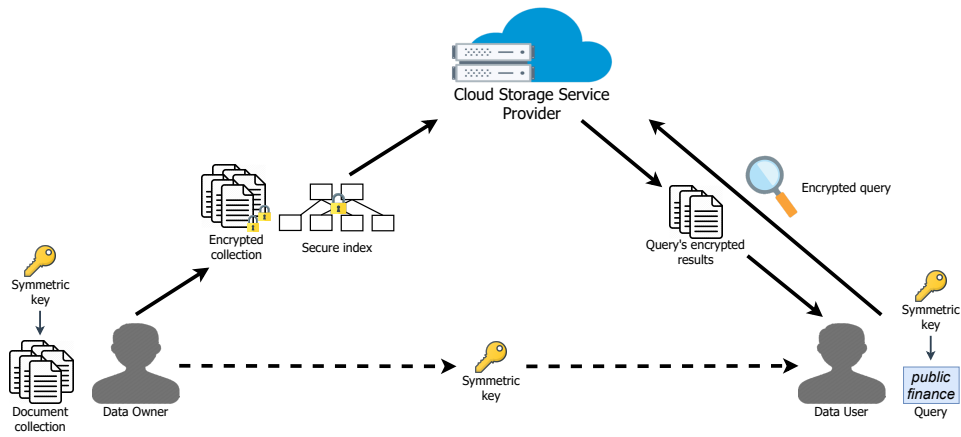 Cloud Storage Service
Provider
Encrypted query
Encrypted
collection
Secure index
Query's encrypted
results
Symmetric
key
Symmetric
key
Symmetric
key
public
finance
Document
collection
Data Owner
Data User
Query